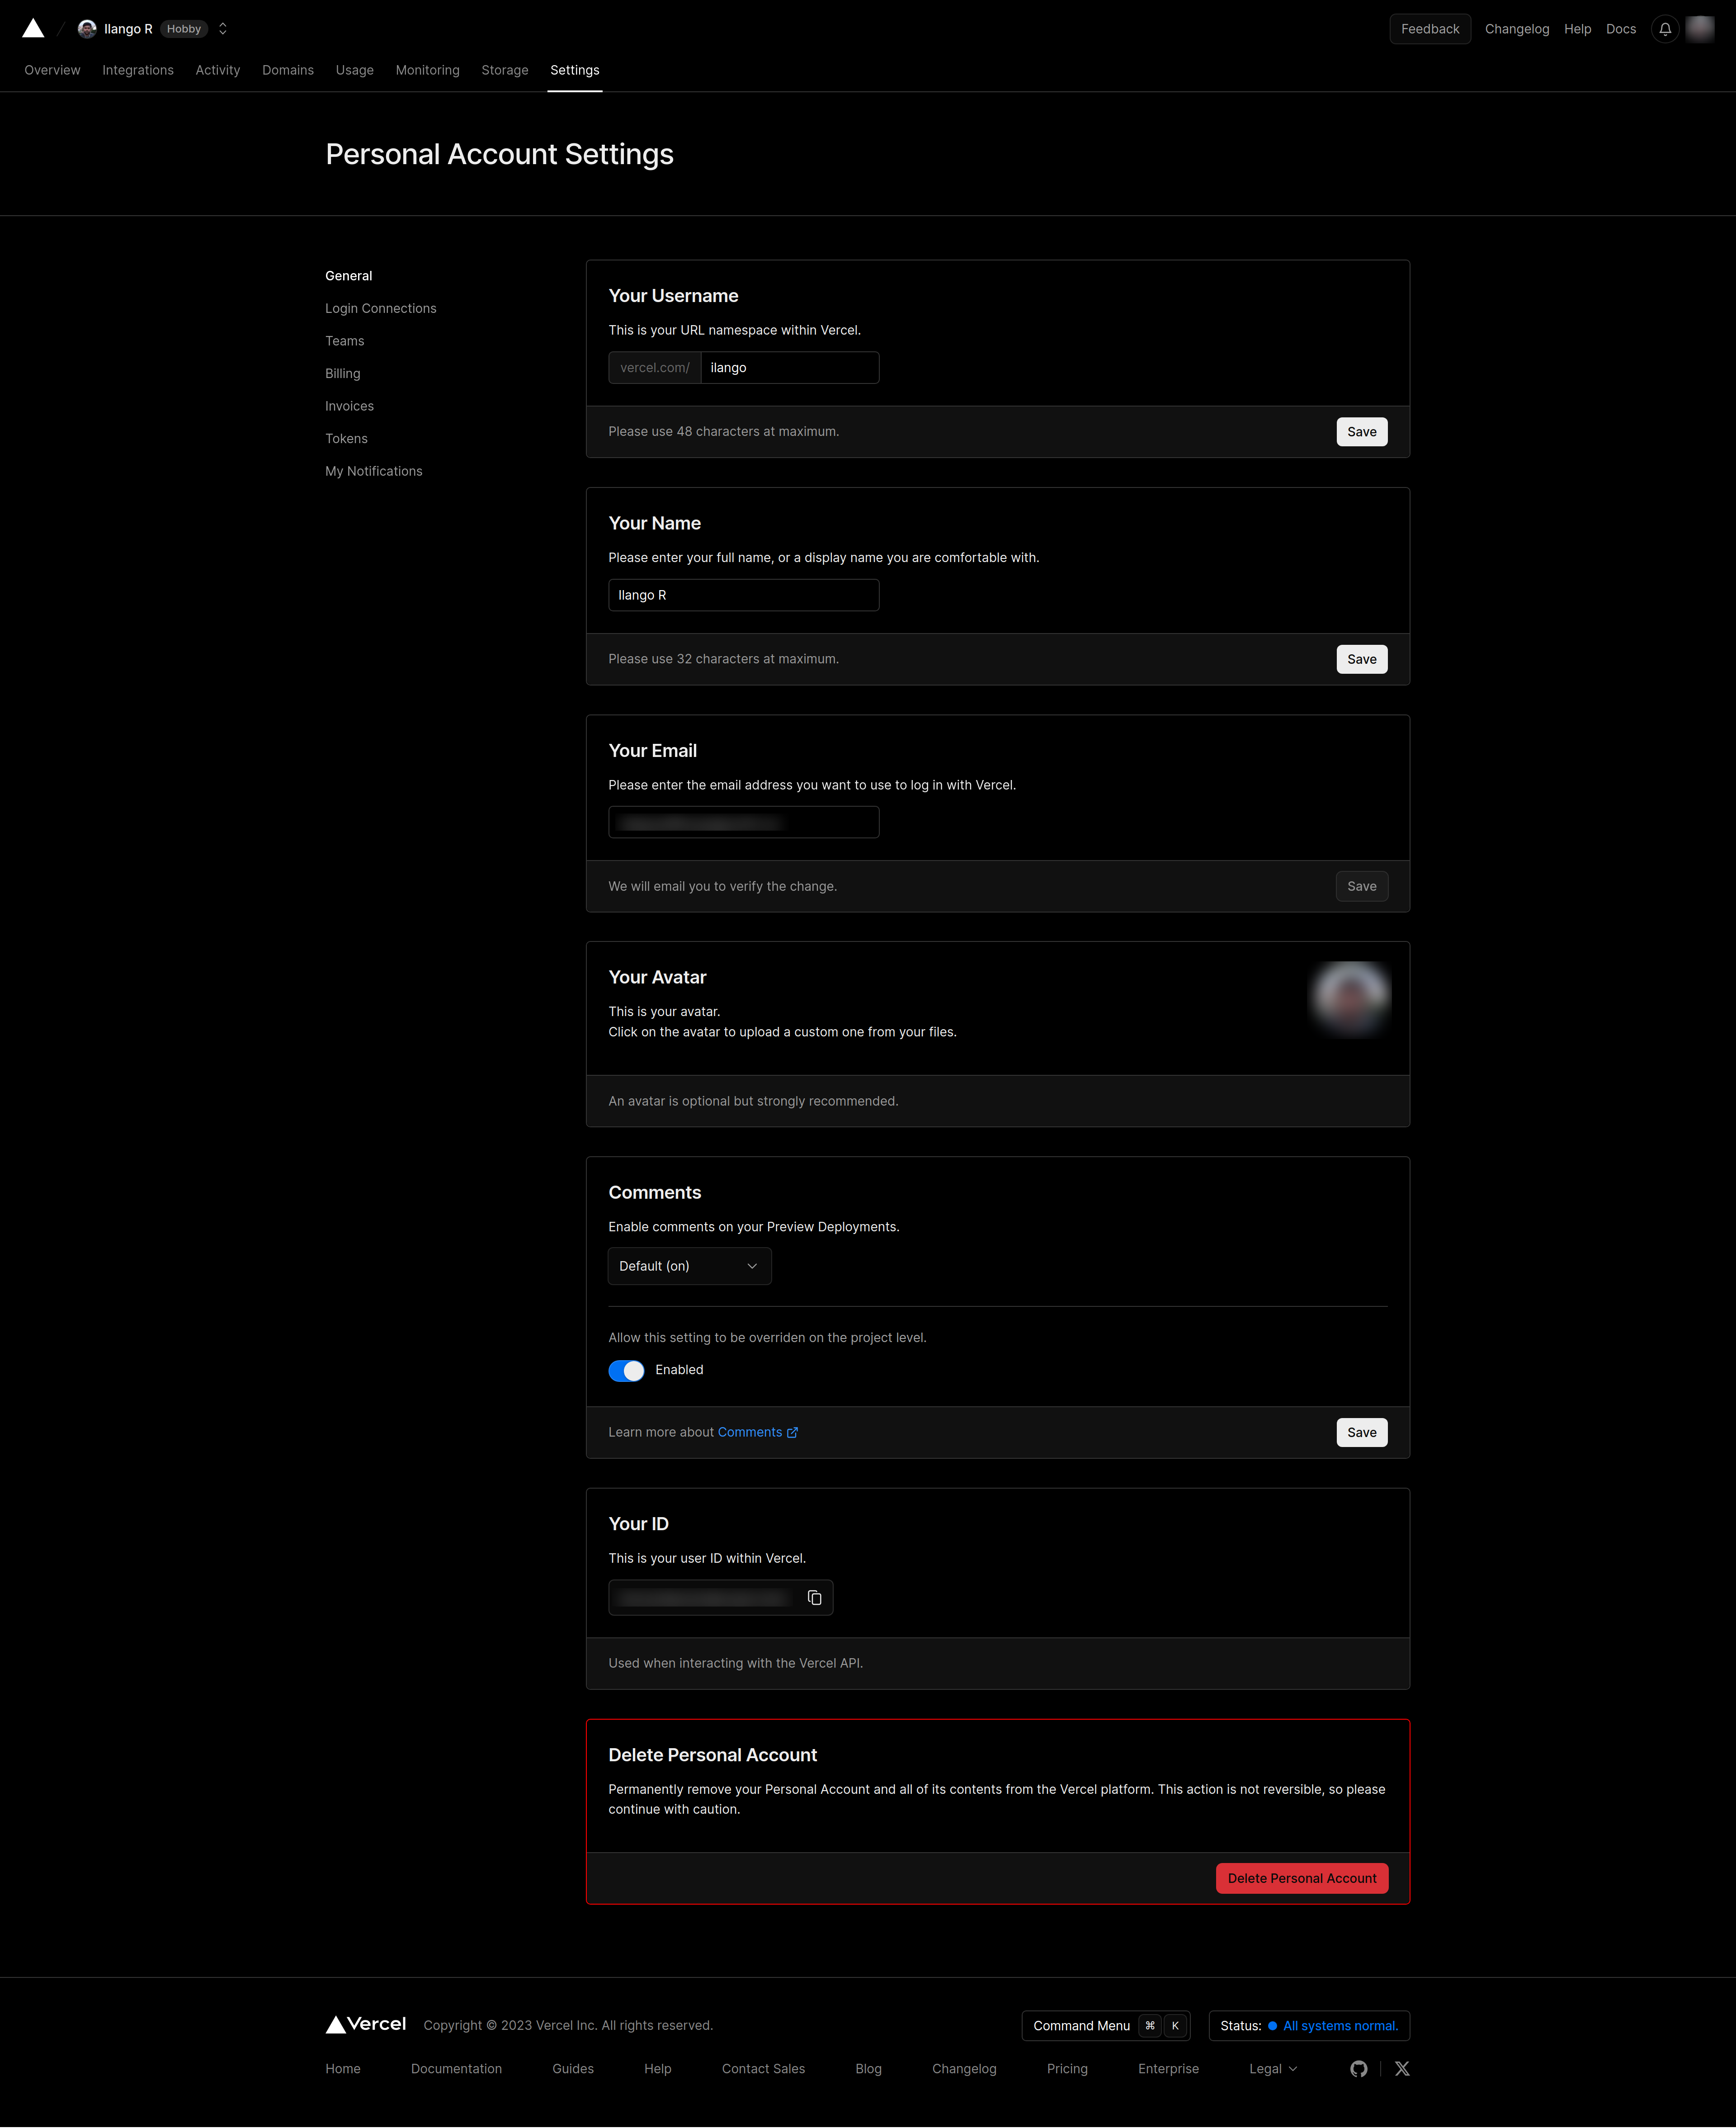 Ilango R Hobby
Feedback Changelog Help Docs
Overview Integrations Activity Domains Usage Monitoring Storage Settings
Personal Account Settings
General
Login Connections
Teams
Billing
Invoices
Tokens
My Notifications
Your Username
This is your URL namespace within Vercel.
vercel.com/ ilango
Please use 48 characters at maximum. Save
Your Name
Please enter your full name, or a display name you are comfortable with.
Ilango R
Please use 32 characters at maximum. Save
Your Email
Please enter the email address you want to use to log in with Vercel.
We will email you to verify the change. Save
Your Avatar
This is your avatar.
Click on the avatar to upload a custom one from your files.
An avatar is optional but strongly recommended.
Comments
Enable comments on your Preview Deployments.
Default (on)
Allow this setting to be overriden on the project level.
Enabled
Learn more about Comments Save
Your ID
This is your user ID within Vercel.
Used when interacting with the Vercel API.
Delete Personal Account
Permanently remove your Personal Account and all of its contents from the Vercel platform. This action is not reversible, so please
continue with caution.
Delete Personal Account
Vercel Copyright © 2023 Vercel Inc. All rights reserved. Command Menu ⌘ K Status: All systems normal.
Home Documentation Guides Help Contact Sales Blog Changelog Pricing Enterprise Legal